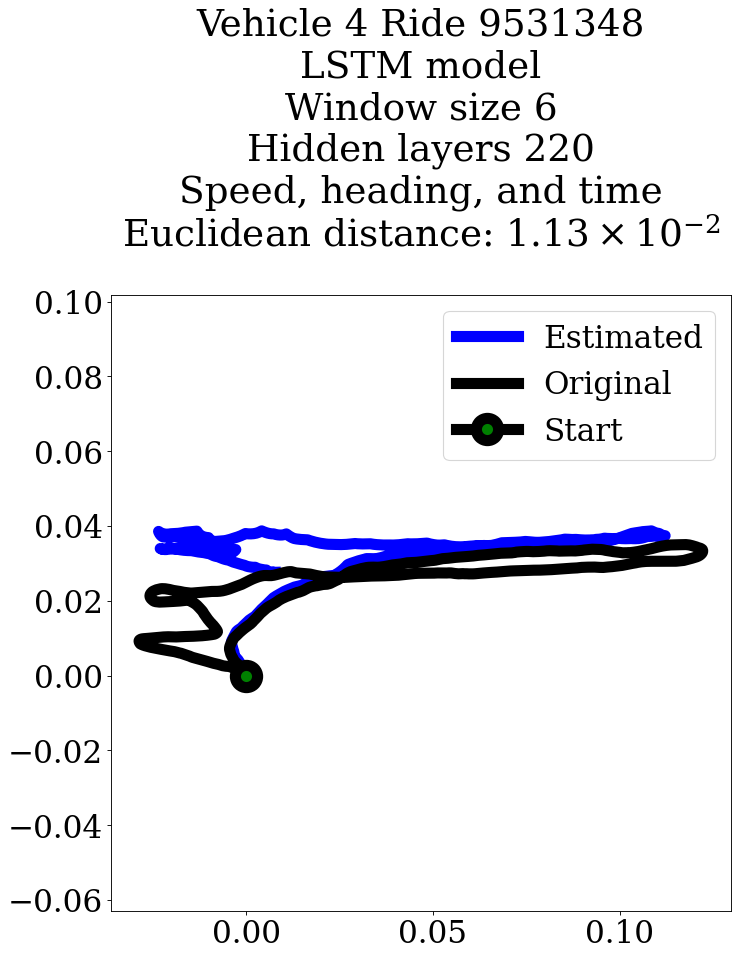 Vehicle 4 Ride 9531348
LSTM model
Window size 6
Hidden layers 220
Speed, heading, and time
Euclidean distance: 1.13 × 10⁻²
Estimated
Original
Start
0.10
0.08
0.06
0.04
0.02
0.00
−0.02
−0.04
−0.06
0.00 0.05 0.10